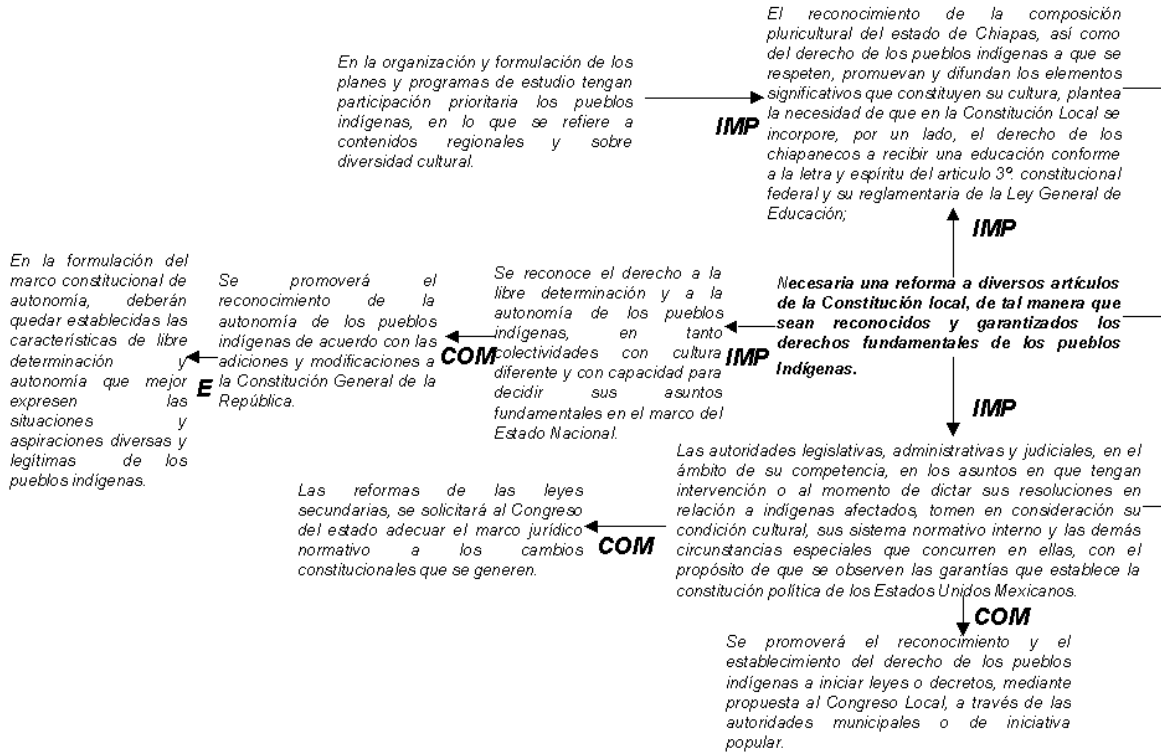 En la organización y formulación de los
planes y programas de estudio tengan
participación prioritaria los pueblos
indígenas, en lo que se refiere a
contenidos regionales y sobre
diversidad cultural.
IMP
El reconocimiento de la composición
pluricultural del estado de Chiapas, así como
del derecho de los pueblos indígenas a que se
respeten, promuevan y difundan los elementos
significativos que constituyen su cultura, plantea
la necesidad de que en la Constitución Local se
incorpore, por un lado, el derecho de los
chiapanecos a recibir una educación conforme
a la letra y espíritu del articulo 3º. constitucional
federal y su reglamentaria de la Ley General de
Educación;
IMP
En la formulación del
marco constitucional de
autonomía, deberán
quedar establecidas las
características de libre
determinación y
autonomía que mejor
expresen las
situaciones y
aspiraciones diversas y
legítimas de los
pueblos indígenas.
E
Se promoverá el
reconocimiento de la
autonomía de los pueblos
indígenas de acuerdo con las
adiciones y modificaciones a
la Constitución General de la
República.
COM
Se reconoce el derecho a la
libre determinación y a la
autonomía de los pueblos
indígenas, en tanto
colectividades con cultura
diferente y con capacidad para
decidir sus asuntos
fundamentales en el marco del
Estado Nacional.
IMP
Necesaria una reforma a diversos artículos
de la Constitución local, de tal manera que
sean reconocidos y garantizados los
derechos fundamentales de los pueblos
Indígenas.
IMP
Las reformas de las leyes
secundarias, se solicitará al Congreso
del estado adecuar el marco jurídico
normativo a los cambios
constitucionales que se generen.
COM
Las autoridades legislativas, administrativas y judiciales, en el
ámbito de su competencia, en los asuntos en que tengan
intervención o al momento de dictar sus resoluciones en
relación a indígenas afectados, tomen en consideración su
condición cultural, sus sistema normativo interno y las demás
circunstancias especiales que concurren en ellas, con el
propósito de que se observen las garantías que establece la
constitución política de los Estados Unidos Mexicanos.
COM
Se promoverá el reconocimiento y el
establecimiento del derecho de los pueblos
indígenas a iniciar leyes o decretos, mediante
propuesta al Congreso Local, a través de las
autoridades municipales o de iniciativa
popular.